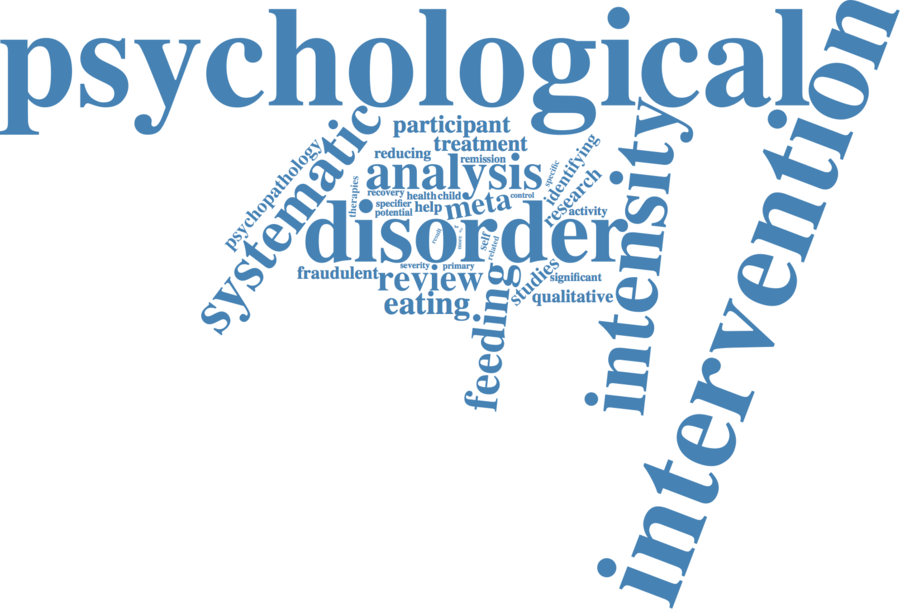 psychological
intervention
participant
treatment
systematic
psychopathology
reducing
remission
analysis
specific
identifying
intensity
therapies
recovery
health
child
control
research
specifier
help
meta
potential
activity
disorder
self
related
fraudulent
severity
primary
review
studies
significant
eating
feeding
qualitative